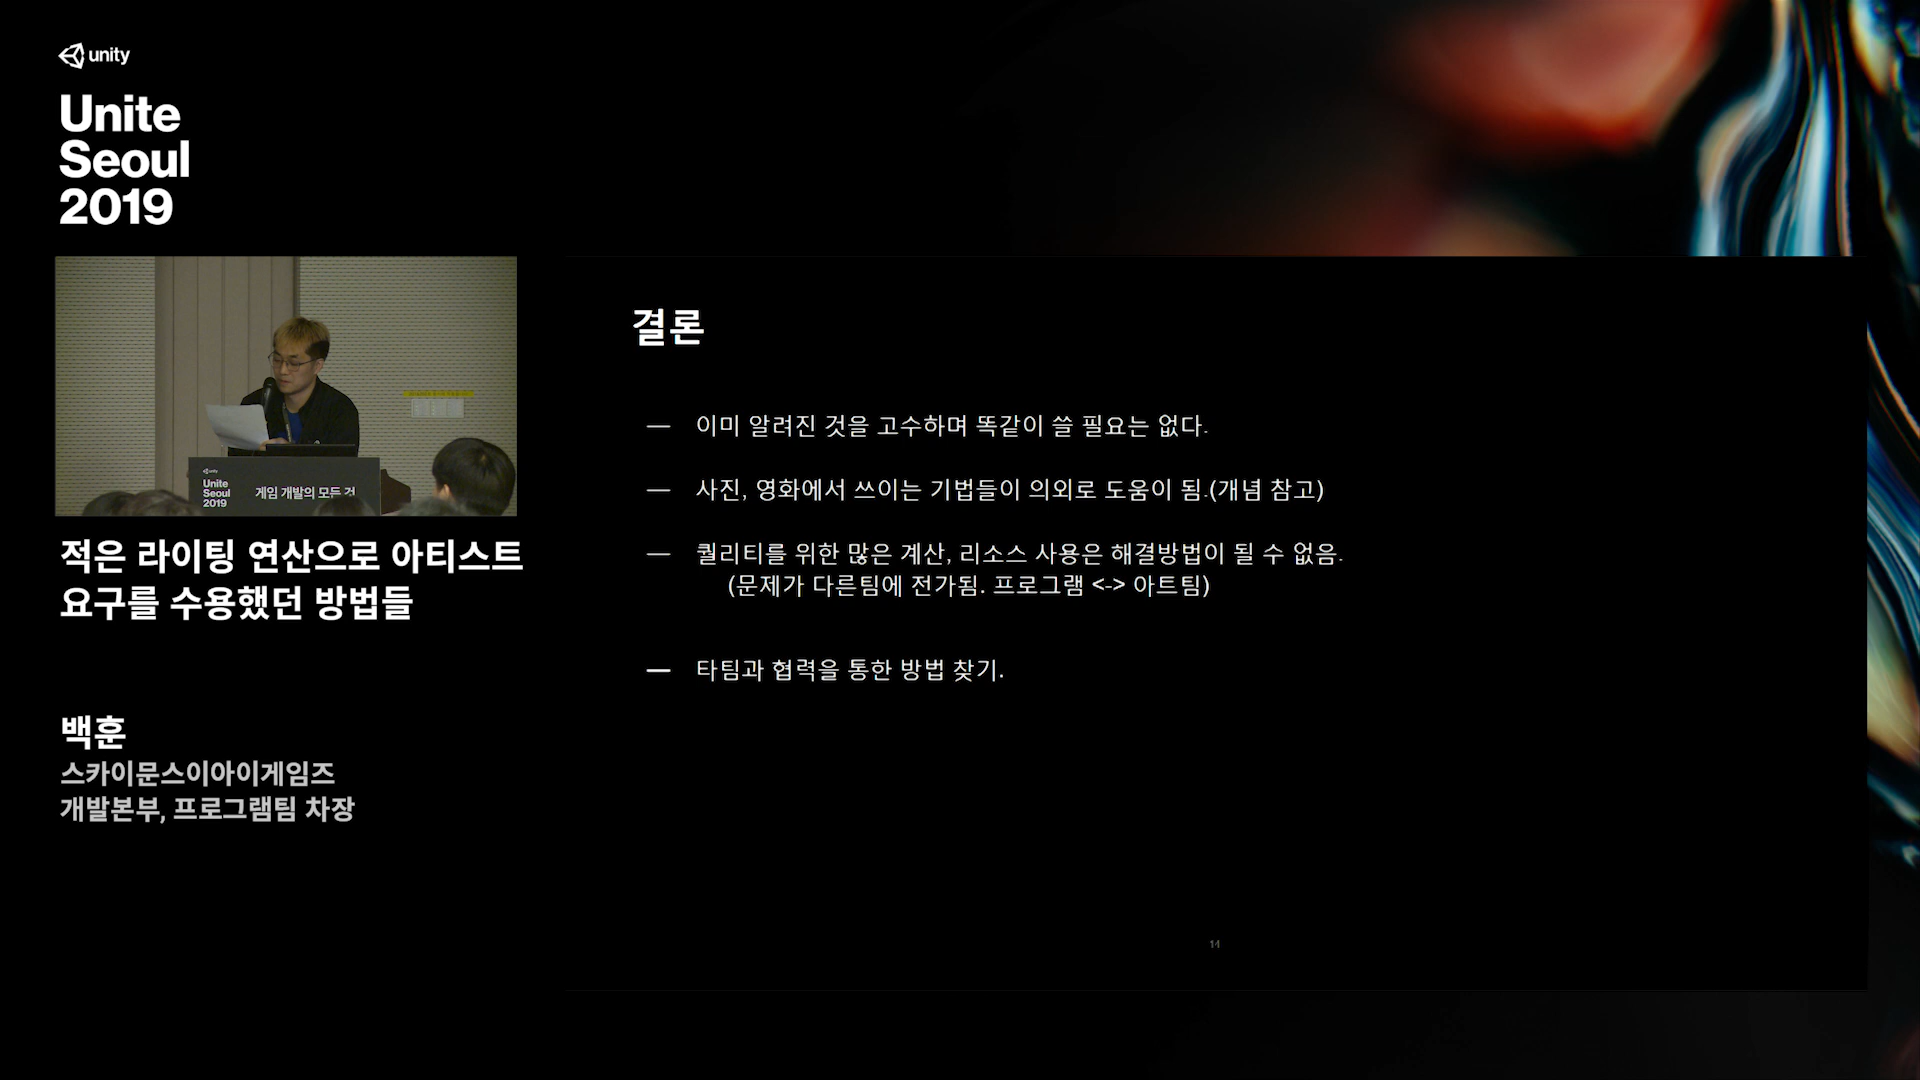 unity
Unite
Seoul
2019
unity
Unite
Seoul
2019
게임 개발의 모든 것
적은 라이팅 연산으로 아티스트
요구를 수용했던 방법들
백훈
스카이문스이아이게임즈
개발본부, 프로그램팀 차장
결론
— 이미 알려진 것을 고수하며 똑같이 쓸 필요는 없다.
— 사진, 영화에서 쓰이는 기법들이 의외로 도움이 됨.(개념 참고)
— 퀄리티를 위한 많은 계산, 리소스 사용은 해결방법이 될 수 없음.
(문제가 다른팀에 전가됨. 프로그램 <-> 아트팀)
— 타팀과 협력을 통한 방법 찾기.
14